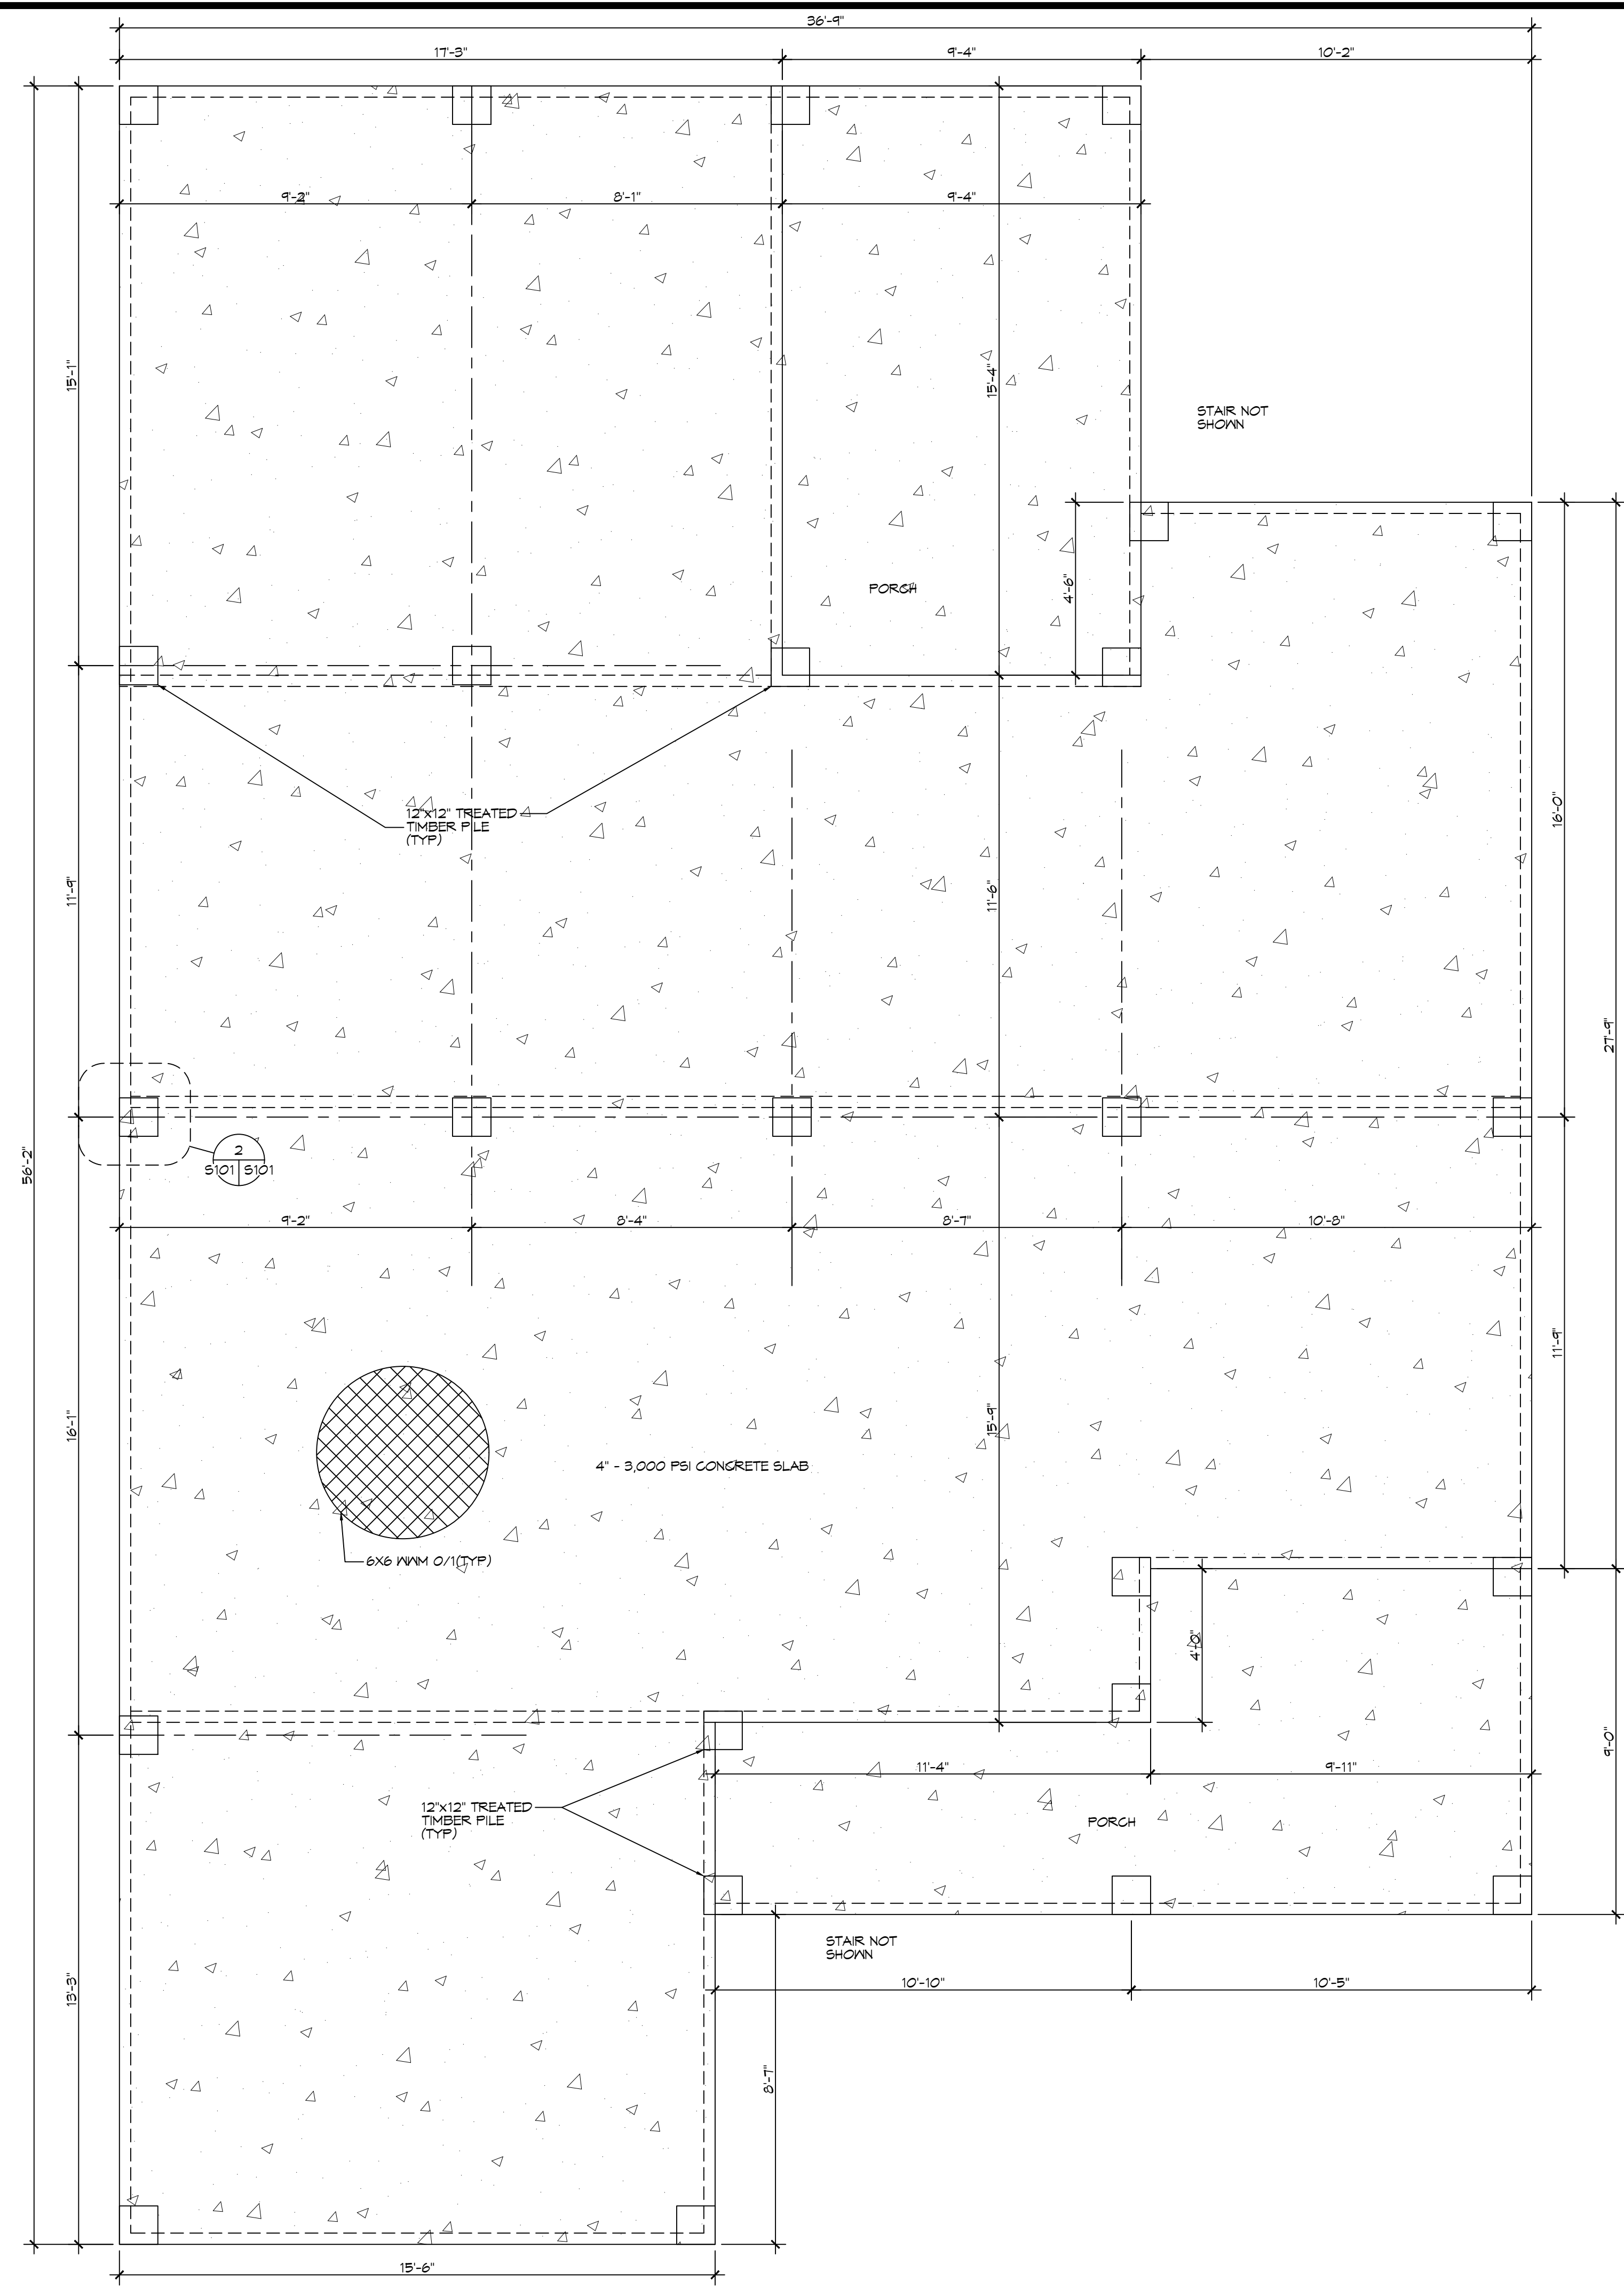 36'-9"
17'-3"
9'-4"
10'-2"
9'-2"
8'-1"
9'-4"
15'-1"
15'-4"
STAIR NOT
SHOWN
4'-6"
PORCH
12"x12" TREATED
TIMBER PILE
(TYP)
11'-9"
11'-6"
16'-0"
27'-9"
56'-2"
2
S101 S101
9'-2"
8'-4"
8'-7"
10'-8"
11'-9"
16'-1"
15'-9"
4" - 3,000 PSI CONCRETE SLAB
6X6 WWM 0/1(TYP)
4'-0"
9'-0"
11'-4"
9'-11"
12"x12" TREATED
TIMBER PILE
(TYP)
PORCH
STAIR NOT
SHOWN
10'-10"
10'-5"
13'-3"
8'-7"
15'-6"